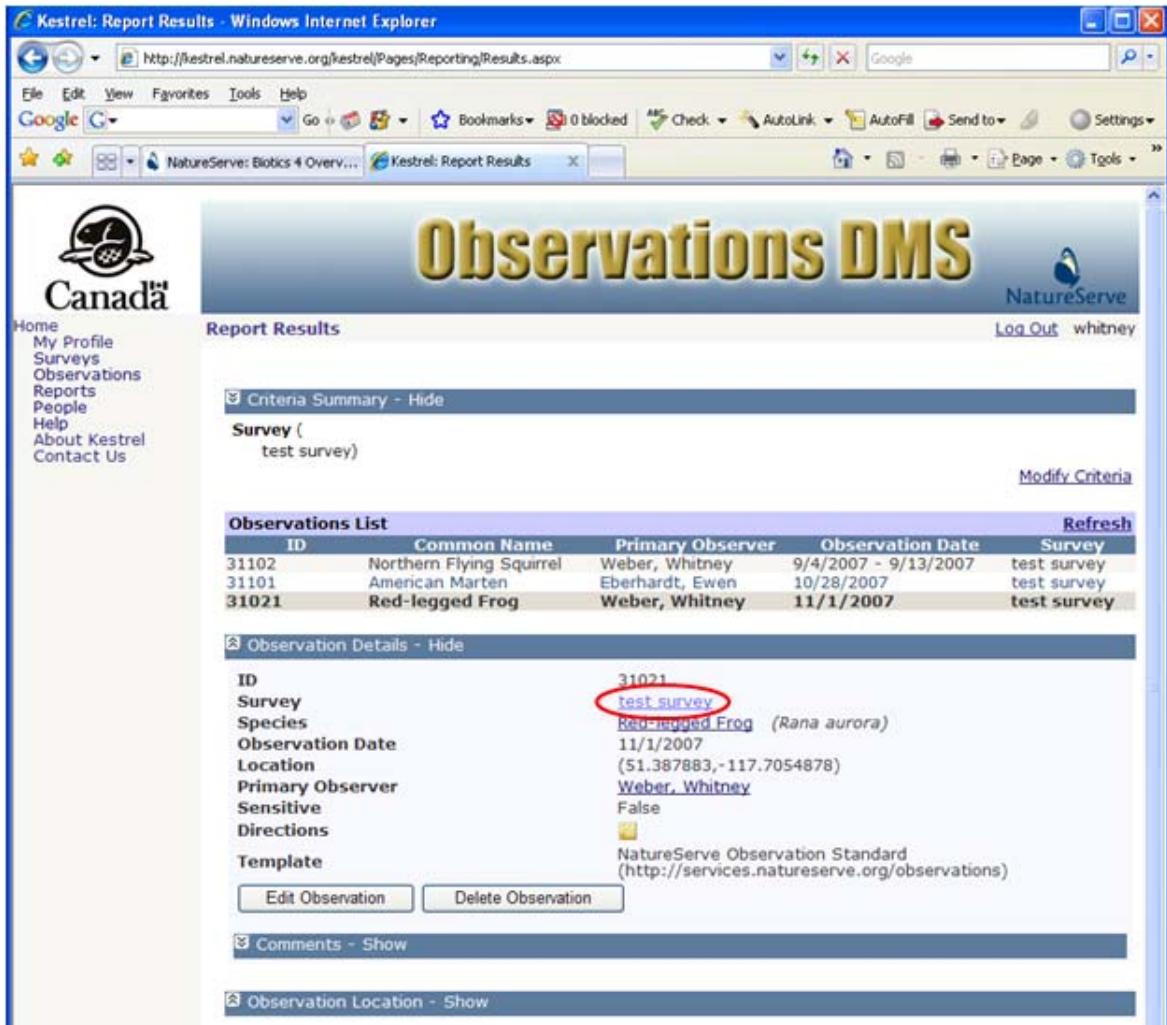 Kestrel: Report Results - Windows Internet Explorer
http://kestrel.natureserve.org/kestrel/Pages/Reporting/Results.aspx
Google
File Edit View Favorites Tools Help
Google G Go Bookmarks 0 blocked Check AutoLink AutoFill Send to Settings
NatureServe: Biotics 4 Overv... Kestrel: Report Results X Page Tools »
Canada
Observations DMS
NatureServe
Home
My Profile
Surveys
Observations
Reports
People
Help
About Kestrel
Contact Us
Report Results Log Out whitney
Criteria Summary - Hide
Survey (
test survey)
Modify Criteria
Observations List Refresh
ID Common Name Primary Observer Observation Date Survey
31102 Northern Flying Squirrel Weber, Whitney 9/4/2007 - 9/13/2007 test survey
31101 American Marten Eberhardt, Ewen 10/28/2007 test survey
31021 Red-legged Frog Weber, Whitney 11/1/2007 test survey
Observation Details - Hide
ID 31021
Survey test survey
Species Red-legged Frog (Rana aurora)
Observation Date 11/1/2007
Location (51.387883,-117.7054878)
Primary Observer Weber, Whitney
Sensitive False
Directions
Template NatureServe Observation Standard
(http://services.natureserve.org/observations)
Edit Observation Delete Observation
Comments - Show
Observation Location - Show